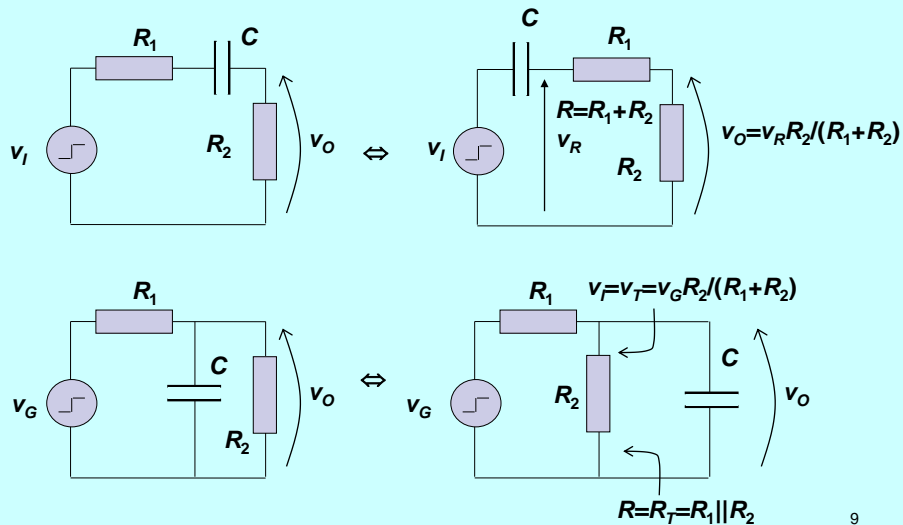 R1
C
vI
R2
vO
⇔
C
R1
R=R1+R2
vR
vI
R2
vO=vRR2/(R1+R2)
R1
C
vG
R2
vO
⇔
R1
vI=vT=vGR2/(R1+R2)
C
vG
R2
vO
R=RT=R1||R2
9